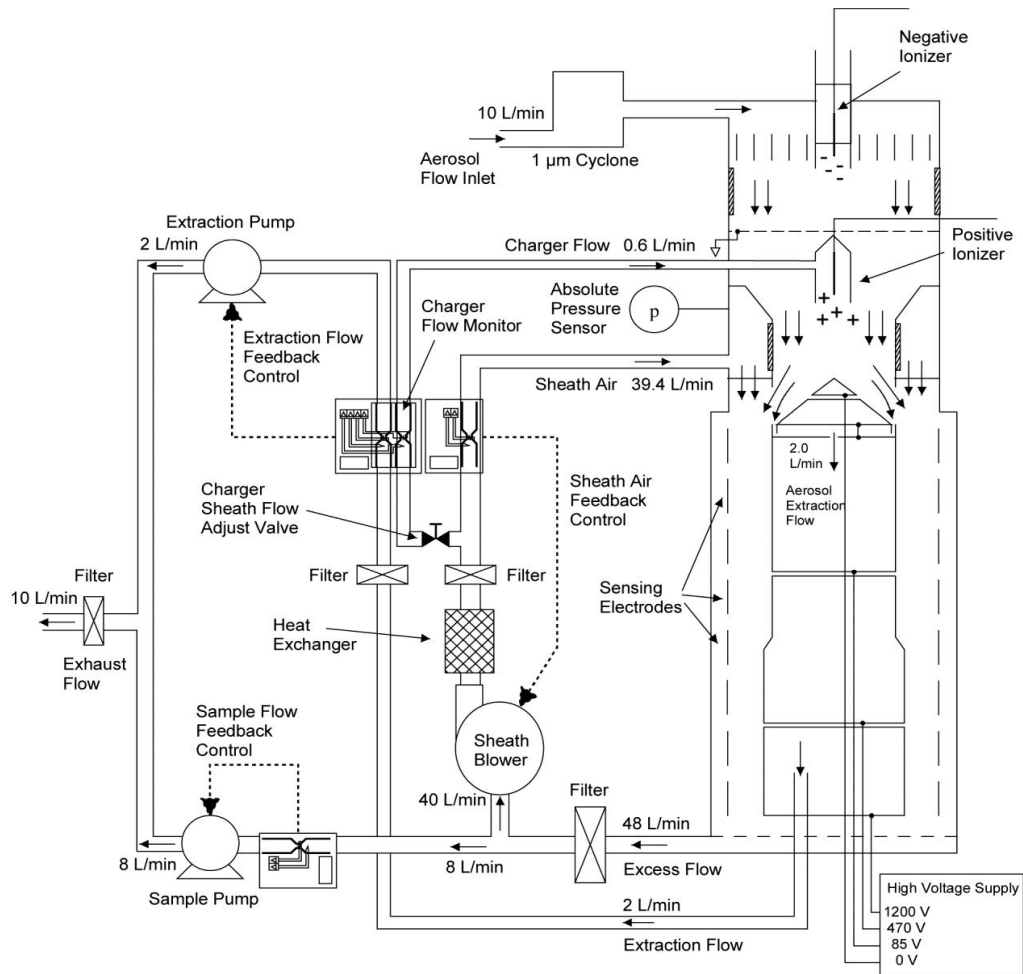 Negative
Ionizer
10 L/min
Aerosol
Flow Inlet
1 µm Cyclone
Extraction Pump
2 L/min
Charger Flow 0.6 L/min
Positive
Ionizer
Absolute
Pressure
Sensor
p
Charger
Flow Monitor
Extraction Flow
Feedback
Control
Sheath Air 39.4 L/min
2.0
L/min
Aerosol
Extraction
Flow
Charger
Sheath Flow
Adjust Valve
Sheath Air
Feedback
Control
Filter
10 L/min
Exhaust
Flow
Filter
Filter
Sensing
Electrodes
Heat
Exchanger
Sample Flow
Feedback
Control
Sheath
Blower
40 L/min
Filter
48 L/min
Excess Flow
8 L/min
8 L/min
Sample Pump
2 L/min
Extraction Flow
High Voltage Supply
1200 V
470 V
85 V
0 V